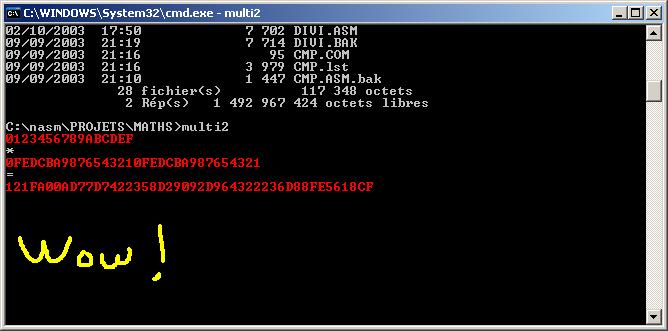 C:\WINDOWS\System32\cmd.exe - multi2
02/10/2003  17:50             7 702 DIVI.ASM
09/09/2003  21:19             7 714 DIVI.BAK
09/09/2003  21:16                95 CMP.COM
09/09/2003  21:16             3 979 CMP.lst
09/09/2003  21:10             1 447 CMP.ASM.bak
28 fichier(s)          117 348 octets
2 Rép(s)   1 492 967 424 octets libres
C:\nasm\PROJETS\MATHS>multi2
0123456789ABCDEF
*
0FEDCBA9876543210FEDCBA987654321
=
121FA00AD77D7422358D29092D964322236D88FE5618CF
Wow!